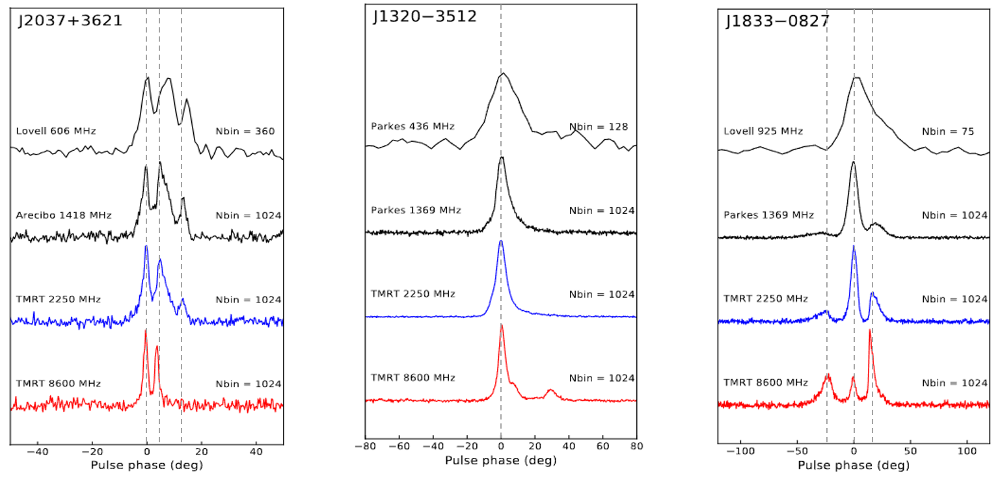 J2037+3621
Lovell 606 MHz
Nbin = 360
Arecibo 1418 MHz
Nbin = 1024
TMRT 2250 MHz
Nbin = 1024
TMRT 8600 MHz
Nbin = 1024
−40 −20 0 20 40
Pulse phase (deg)
J1320−3512
Parkes 436 MHz
Nbin = 128
Parkes 1369 MHz
Nbin = 1024
TMRT 2250 MHz
Nbin = 1024
TMRT 8600 MHz
Nbin = 1024
−80 −60 −40 −20 0 20 40 60 80
Pulse phase (deg)
J1833−0827
Lovell 925 MHz
Nbin = 75
Parkes 1369 MHz
Nbin = 1024
TMRT 2250 MHz
Nbin = 1024
TMRT 8600 MHz
Nbin = 1024
−100 −50 0 50 100
Pulse phase (deg)